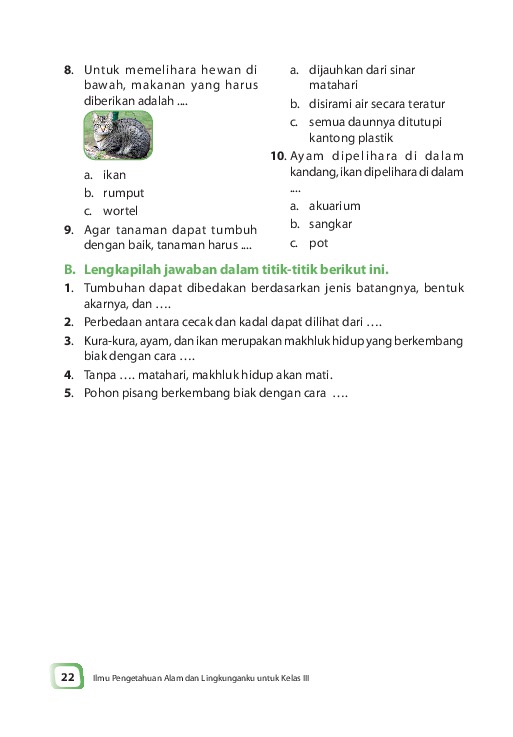 8. Untuk memelihara hewan di
bawah, makanan yang harus
diberikan adalah ....
a. ikan
b. rumput
c. wortel
9. Agar tanaman dapat tumbuh
dengan baik, tanaman harus ....
a. dijauhkan dari sinar
matahari
b. disirami air secara teratur
c. semua daunnya ditutupi
kantong plastik
10. Ayam dipelihara di dalam
kandang, ikan dipelihara di dalam
....
a. akuarium
b. sangkar
c. pot
B. Lengkapilah jawaban dalam titik-titik berikut ini.
1. Tumbuhan dapat dibedakan berdasarkan jenis batangnya, bentuk
akarnya, dan ….
2. Perbedaan antara cecak dan kadal dapat dilihat dari ….
3. Kura-kura, ayam, dan ikan merupakan makhluk hidup yang berkembang
biak dengan cara ….
4. Tanpa …. matahari, makhluk hidup akan mati.
5. Pohon pisang berkembang biak dengan cara ….
22 Ilmu Pengetahuan Alam dan Lingkunganku untuk Kelas III